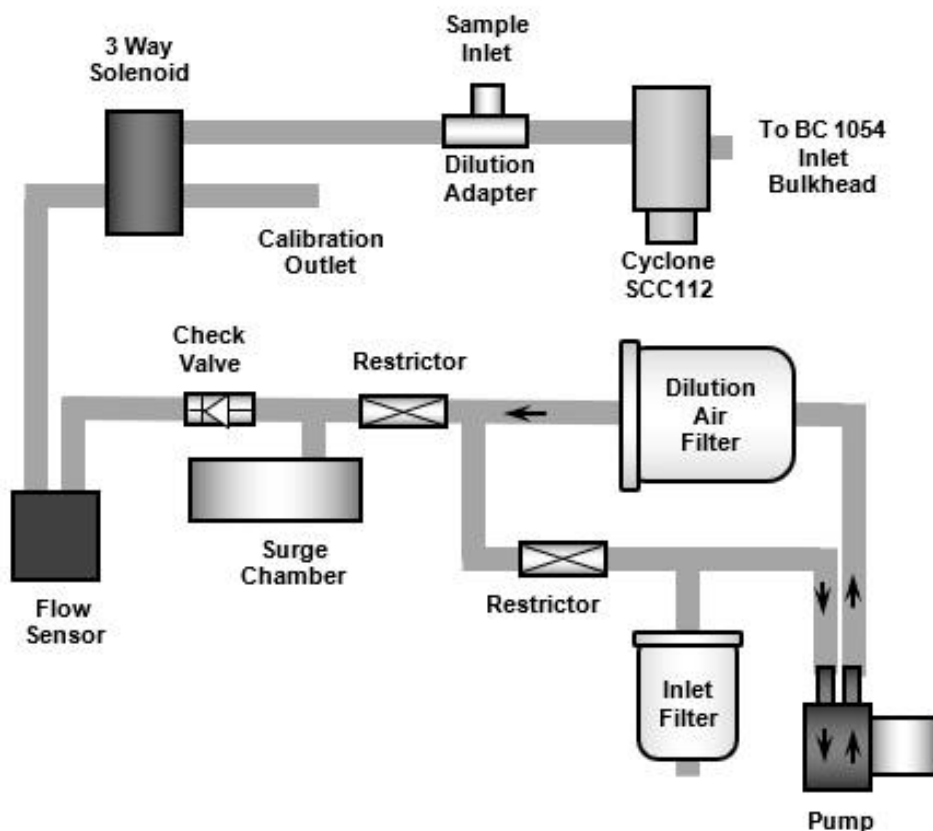 3 Way
Solenoid
Sample
Inlet
Dilution
Adapter
To BC 1054
Inlet
Bulkhead
Calibration
Outlet
Cyclone
SCC112
Check
Valve
Restrictor
Dilution
Air
Filter
Surge
Chamber
Restrictor
Flow
Sensor
Inlet
Filter
Pump